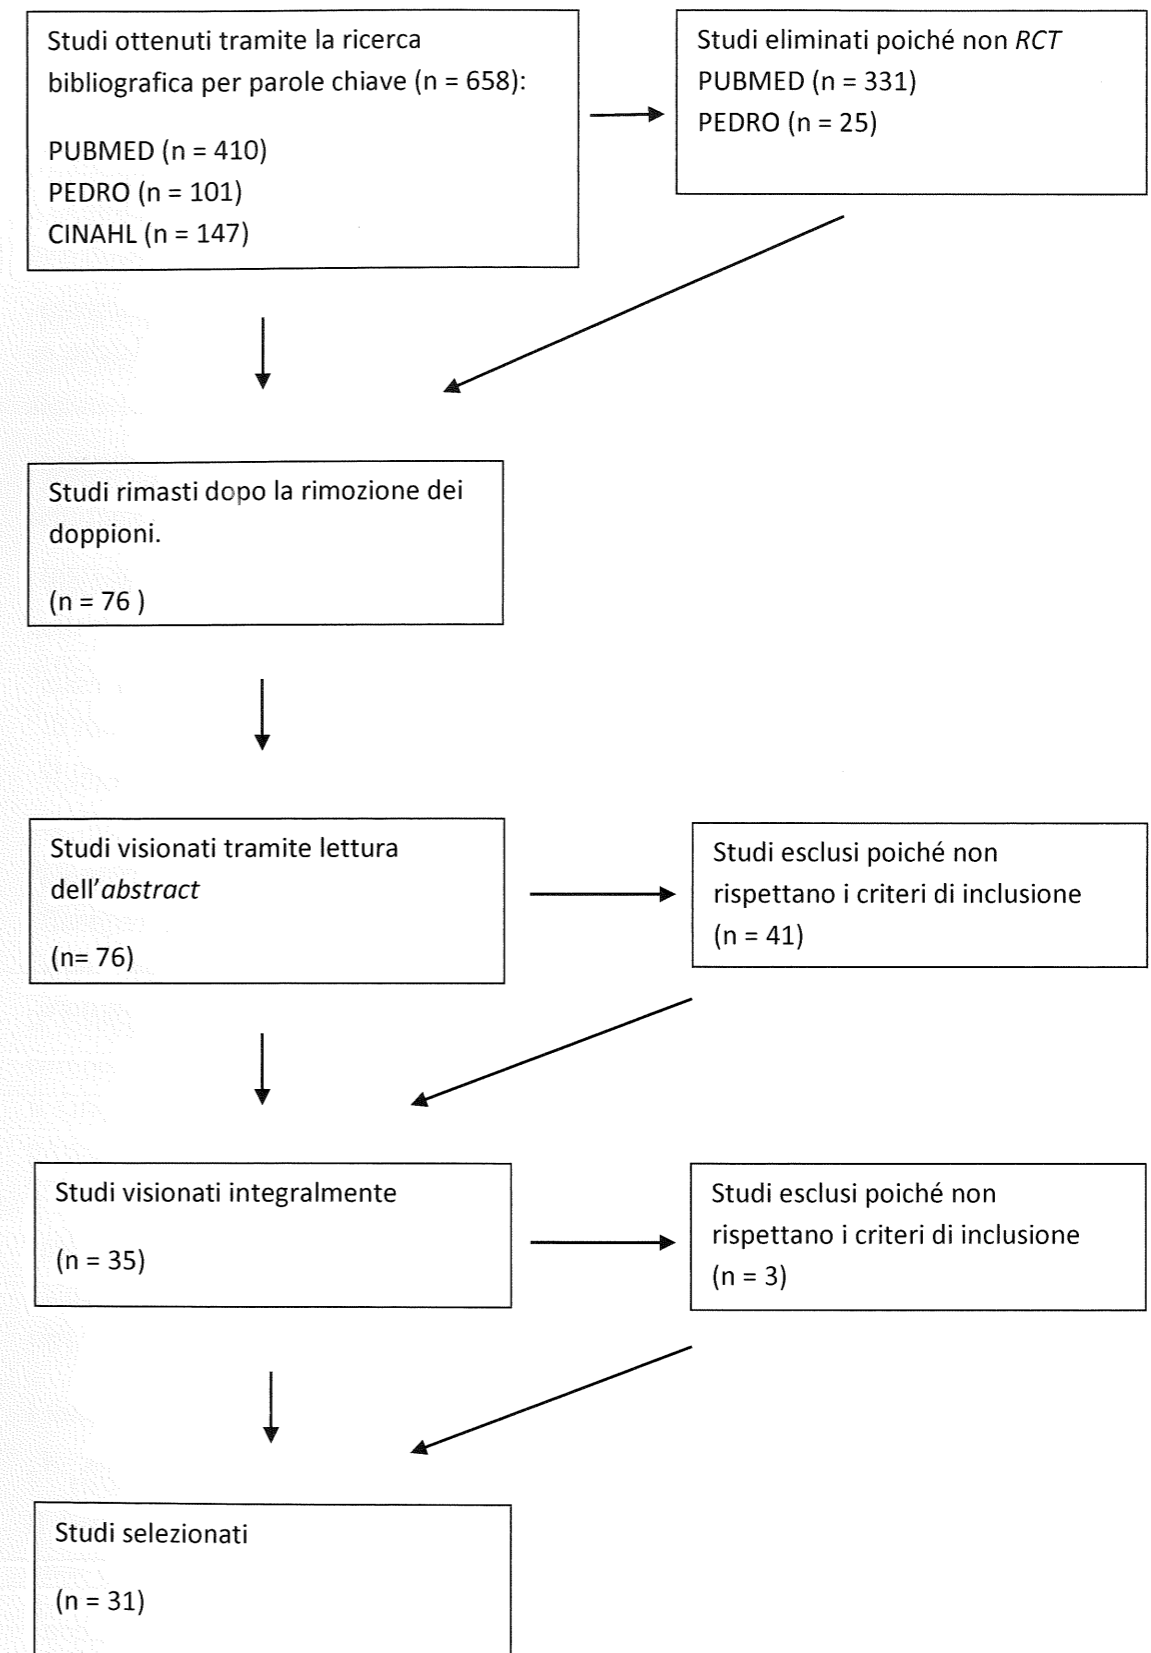 Studi ottenuti tramite la ricerca
bibliografica per parole chiave (n = 658):
PUBMED (n = 410)
PEDRO (n = 101)
CINAHL (n = 147)
Studi eliminati poiché non RCT
PUBMED (n = 331)
PEDRO (n = 25)
Studi rimasti dopo la rimozione dei
doppioni.
(n = 76 )
Studi visionati tramite lettura
dell'abstract
(n= 76)
Studi esclusi poiché non
rispettano i criteri di inclusione
(n = 41)
Studi visionati integralmente
(n = 35)
Studi esclusi poiché non
rispettano i criteri di inclusione
(n = 3)
Studi selezionati
(n = 31)